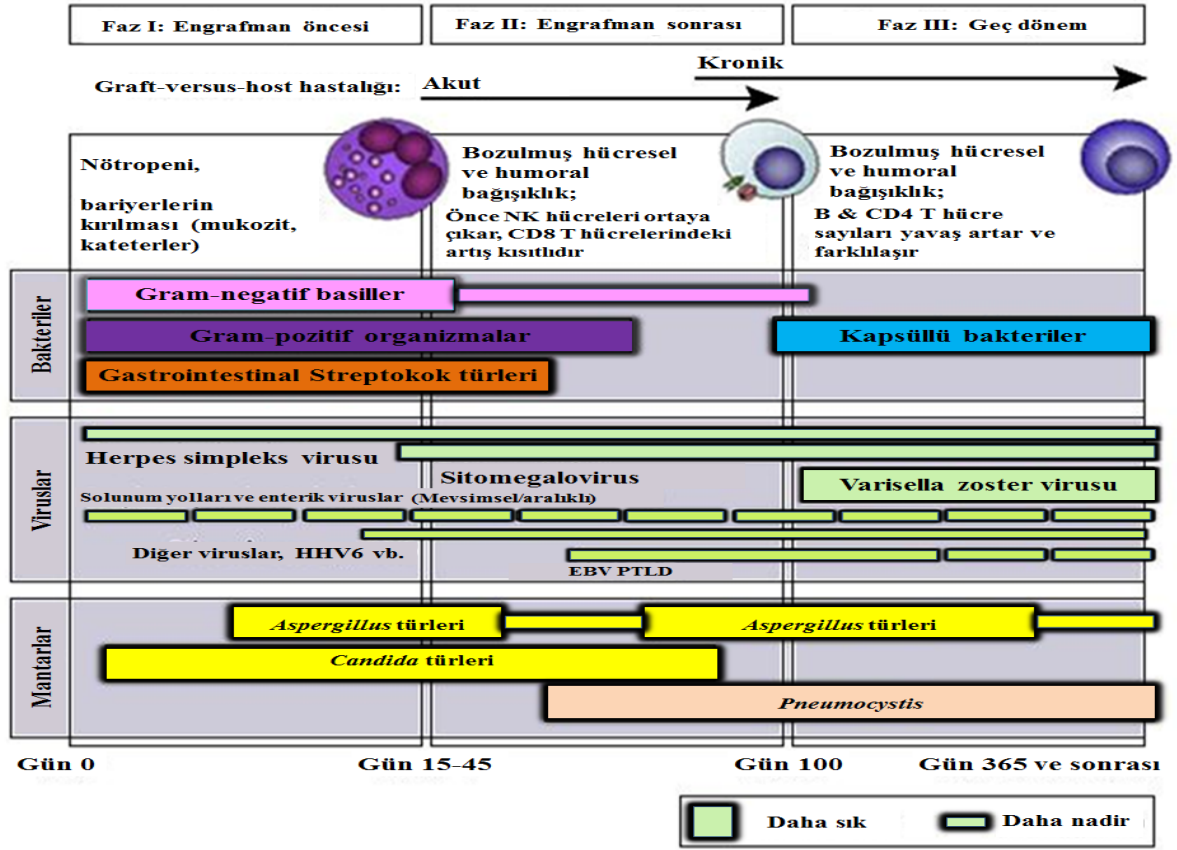 Faz I: Engrafman öncesi
Faz II: Engrafman sonrası
Faz III: Geç dönem
Graft-versus-host hastalığı:
Akut
Kronik
Nötropeni,
bariyerlerin
kırılması (mukozit,
kateterler)
Bozulmuş hücresel
ve humoral
bağışıklık;
Önce NK hücreleri ortaya
çıkar, CD8 T hücrelerindeki
artış kısıtlıdır
Bozulmuş hücresel
ve humoral
bağışıklık;
B & CD4 T hücre
sayıları yavaş artar ve
farklılaşır
Bakteriler
Gram-negatif basiller
Gram-pozitif organizmalar
Kapsüllü bakteriler
Gastrointestinal Streptokok türleri
Viruslar
Herpes simpleks virusu
Sitomegalovirus
Varisella zoster virusu
Solunum yolları ve enterik viruslar (Mevsimsel/aralıklı)
Diğer viruslar, HHV6 vb.
EBV PTLD
Mantarlar
Aspergillus türleri
Aspergillus türleri
Candida türleri
Pneumocystis
Gün 0
Gün 15-45
Gün 100
Gün 365 ve sonrası
Daha sık
Daha nadir